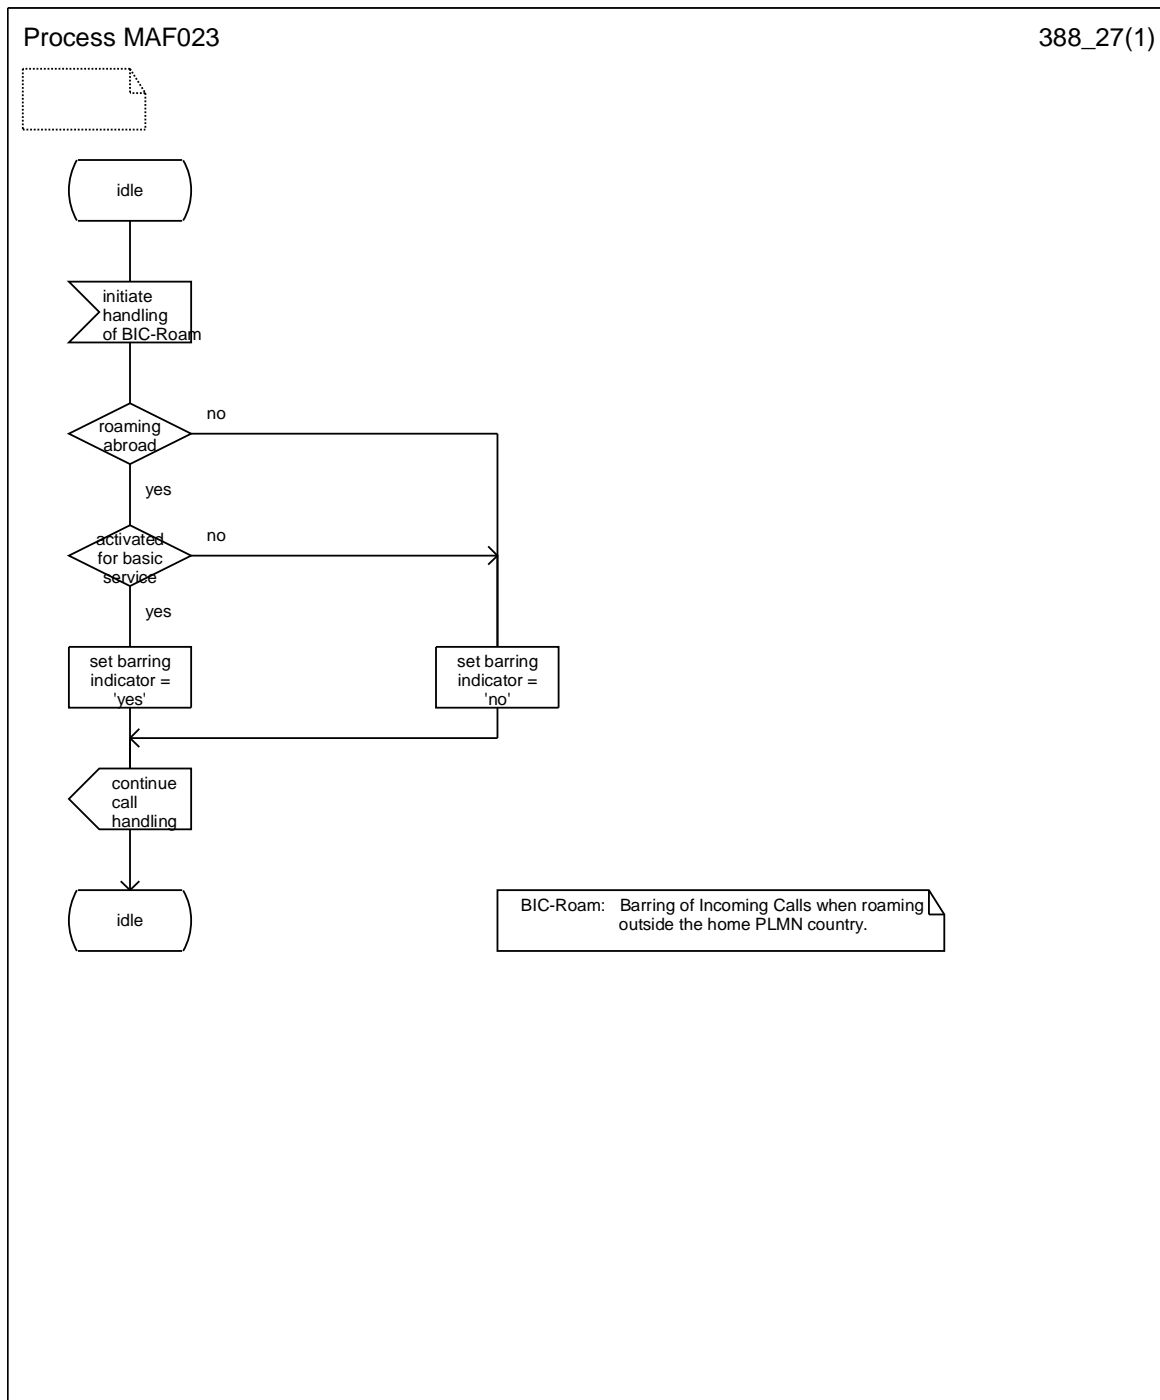 Process MAF023
388_27(1)
idle
initiate
handling
of BIC-Roam
roaming
abroad
no
yes
activated
for basic
service
no
yes
set barring
indicator =
'yes'
set barring
indicator =
'no'
continue
call
handling
idle
BIC-Roam: Barring of Incoming Calls when roaming
outside the home PLMN country.